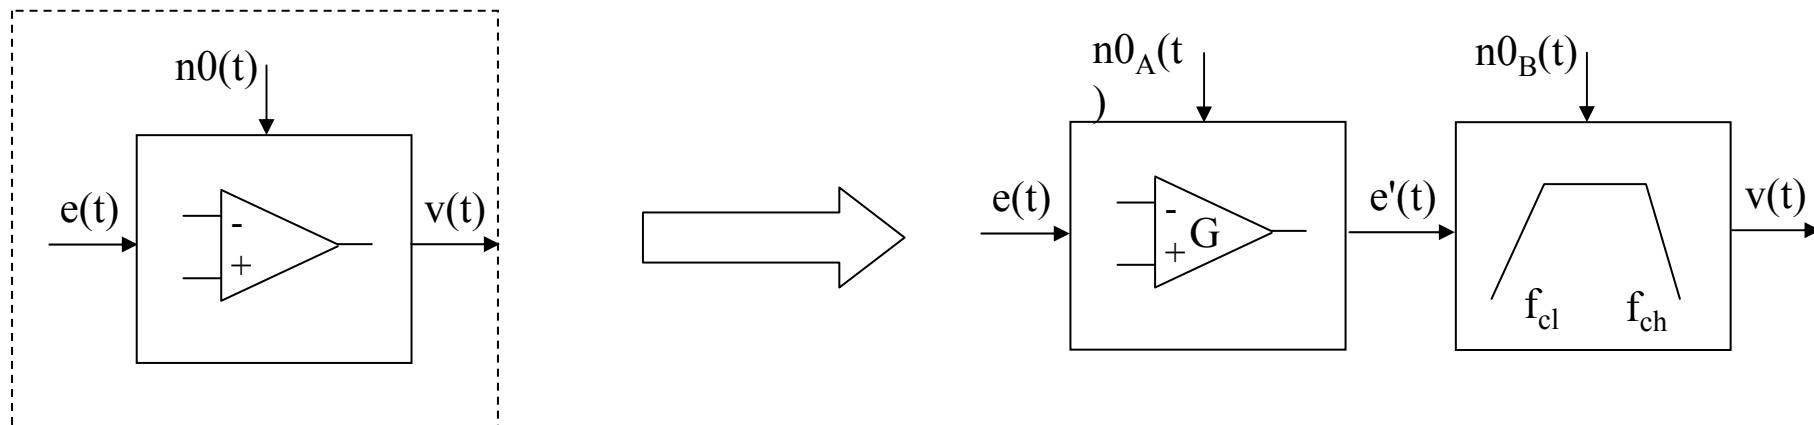 n0(t)
e(t)
-
+
v(t)
n0A(t
)
e(t)
-
G
+
e'(t)
n0B(t)
fcl
fch
v(t)